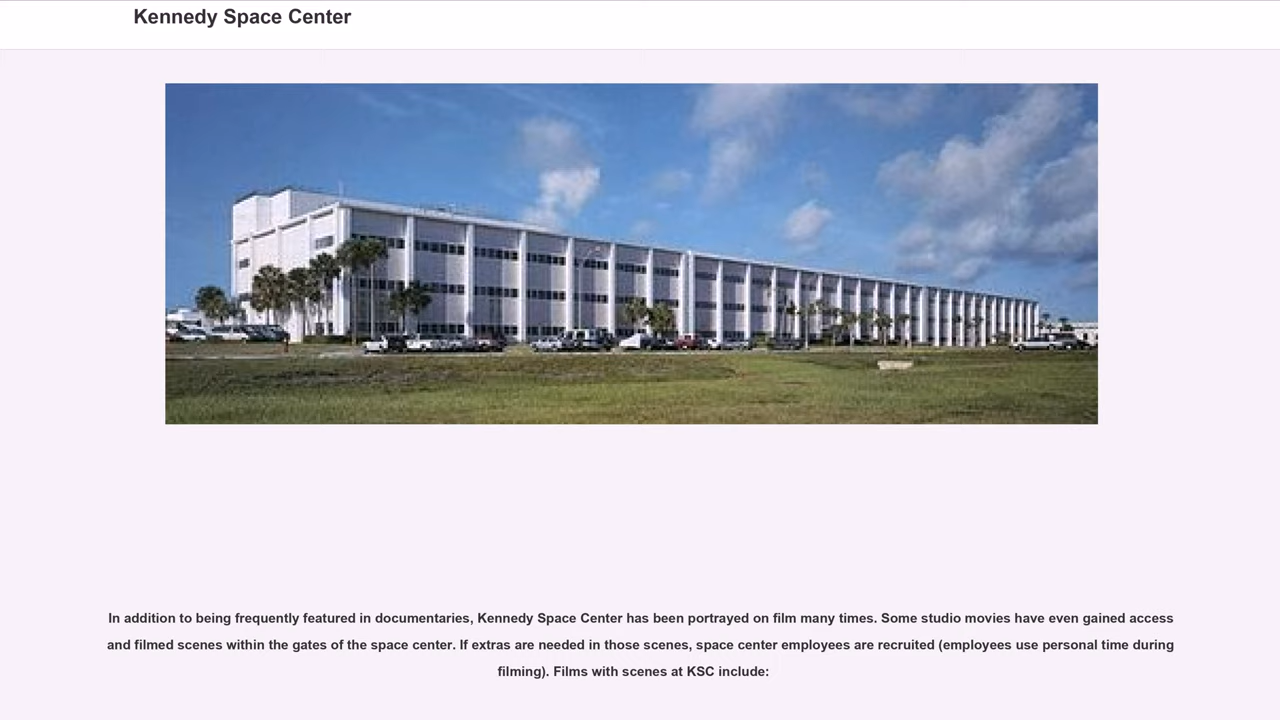 Kennedy Space Center
In addition to being frequently featured in documentaries, Kennedy Space Center has been portrayed on film many times. Some studio movies have even gained access
and filmed scenes within the gates of the space center. If extras are needed in those scenes, space center employees are recruited (employees use personal time during
filming). Films with scenes at KSC include: